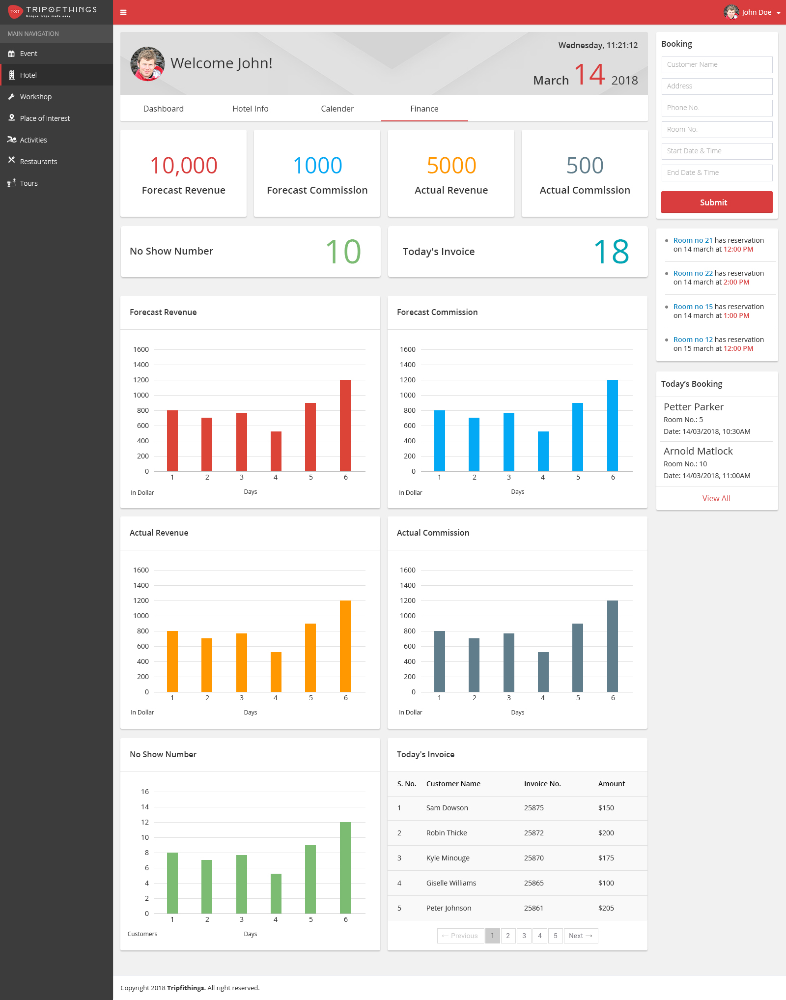 TOT TRIPOFTHINGS
Unique trips made easy
John Doe
MAIN NAVIGATION
Event
Hotel
Workshop
Place of Interest
Activities
Restaurants
Tours
Welcome John!
Wednesday, 11:21:12
March 14 2018
Dashboard Hotel Info Calender Finance
10,000
Forecast Revenue
1000
Forecast Commission
5000
Actual Revenue
500
Actual Commission
No Show Number 10
Today's Invoice 18
Forecast Revenue
1600
1400
1200
1000
800
600
400
200
0
1 2 3 4 5 6
In Dollar Days
Forecast Commission
1600
1400
1200
1000
800
600
400
200
0
1 2 3 4 5 6
In Dollar Days
Actual Revenue
1600
1400
1200
1000
800
600
400
200
0
1 2 3 4 5 6
In Dollar Days
Actual Commission
1600
1400
1200
1000
800
600
400
200
0
1 2 3 4 5 6
In Dollar Days
No Show Number
16
14
12
10
8
6
4
2
0
1 2 3 4 5 6
Customers Days
Today's Invoice
S. No. Customer Name Invoice No. Amount
1 Sam Dowson 25875 $150
2 Robin Thicke 25872 $200
3 Kyle Minouge 25870 $175
4 Giselle Williams 25865 $100
5 Peter Johnson 25861 $205
← Previous 1 2 3 4 5 Next →
Booking
Customer Name
Address
Phone No.
Room No.
Start Date & Time
End Date & Time
Submit
Room no 21 has reservation
on 14 march at 12:00 PM
Room no 22 has reservation
on 14 march at 2:00 PM
Room no 15 has reservation
on 14 march at 1:00 PM
Room no 12 has reservation
on 15 march at 12:00 PM
Today’s Booking
Petter Parker
Room No.: 5
Date: 14/03/2018, 10:30AM
Arnold Matlock
Room No.: 10
Date: 14/03/2018, 11:00AM
View All
Copyright 2018 Tripfithings. All right reserved.